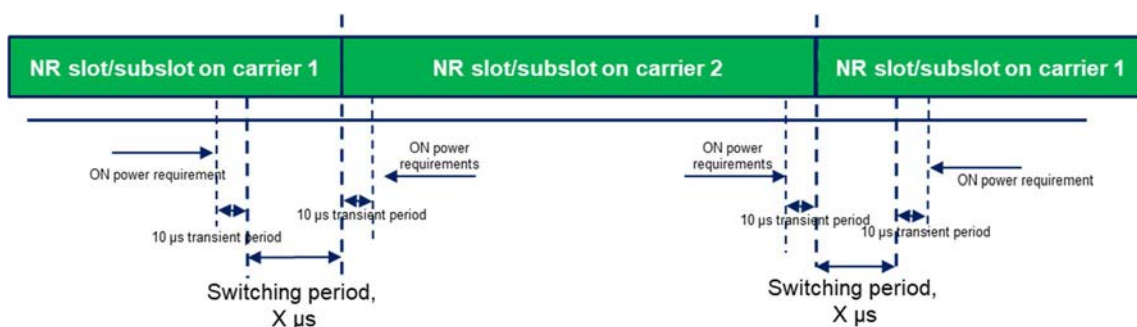 NR slot/subslot on carrier 1
NR slot/subslot on carrier 2
NR slot/subslot on carrier 1
ON power requirement
ON power
requirements
ON power
requirements
ON power requirement
10 µs transient period
10 µs transient period
10 µs transient period
10 µs transient period
Switching period,
X µs
Switching period,
X µs